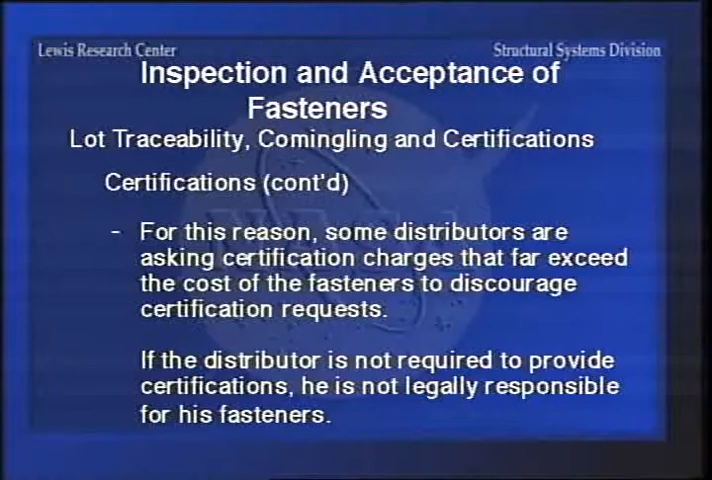 Lewis Research Center
Structural Systems Division
Inspection and Acceptance of
Fasteners
Lot Traceability, Comingling and Certifications
Certifications (cont'd)
- For this reason, some distributors are
asking certification charges that far exceed
the cost of the fasteners to discourage
certification requests.
If the distributor is not required to provide
certifications, he is not legally responsible
for his fasteners.
NASA